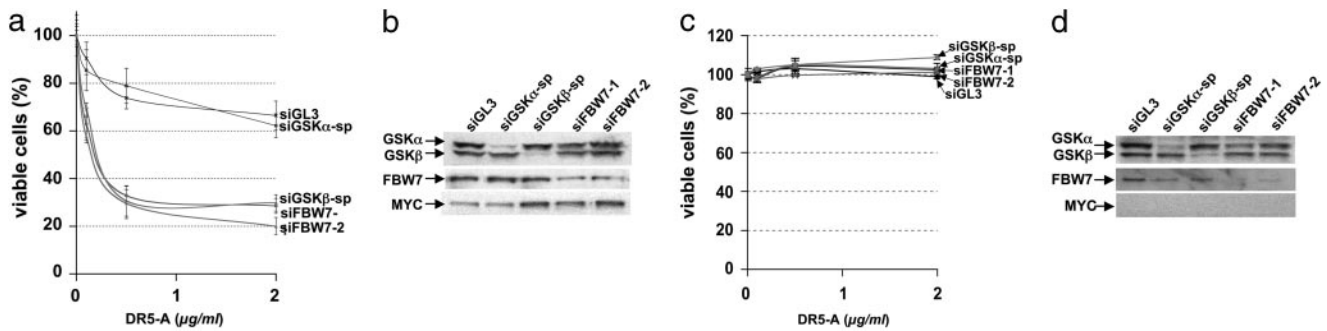 a
viable cells (%)
100
80
60
40
20
0
0
1
2
DR5-A (µg/ml)
siGL3
siGSKα-sp
siGSKβ-sp
siFBW7-
siFBW7-2
b
siGL3
siGSKα-sp
siGSKβ-sp
siFBW7-1
siFBW7-2
GSKα
GSKβ
FBW7
MYC
c
viable cells (%)
120
100
80
60
40
20
0
0
1
2
DR5-A (µg/ml)
siGSKβ-sp
siGSKα-sp
siFBW7-1
siFBW7-2
siGL3
d
siGL3
siGSKα-sp
siGSKβ-sp
siFBW7-1
siFBW7-2
GSKα
GSKβ
FBW7
MYC